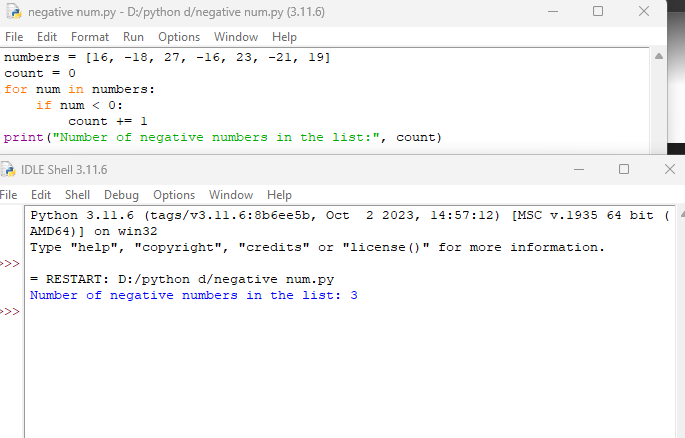 negative num.py - D:/python d/negative num.py (3.11.6)
File Edit Format Run Options Window Help
numbers = [16, -18, 27, -16, 23, -21, 19]
count = 0
for num in numbers:
    if num < 0:
        count += 1
print("Number of negative numbers in the list:", count)
IDLE Shell 3.11.6
File Edit Shell Debug Options Window Help
Python 3.11.6 (tags/v3.11.6:8b6ee5b, Oct  2 2023, 14:57:12) [MSC v.1935 64 bit (
AMD64)] on win32
Type "help", "copyright", "credits" or "license()" for more information.
>>>
= RESTART: D:/python d/negative num.py
Number of negative numbers in the list: 3
>>>